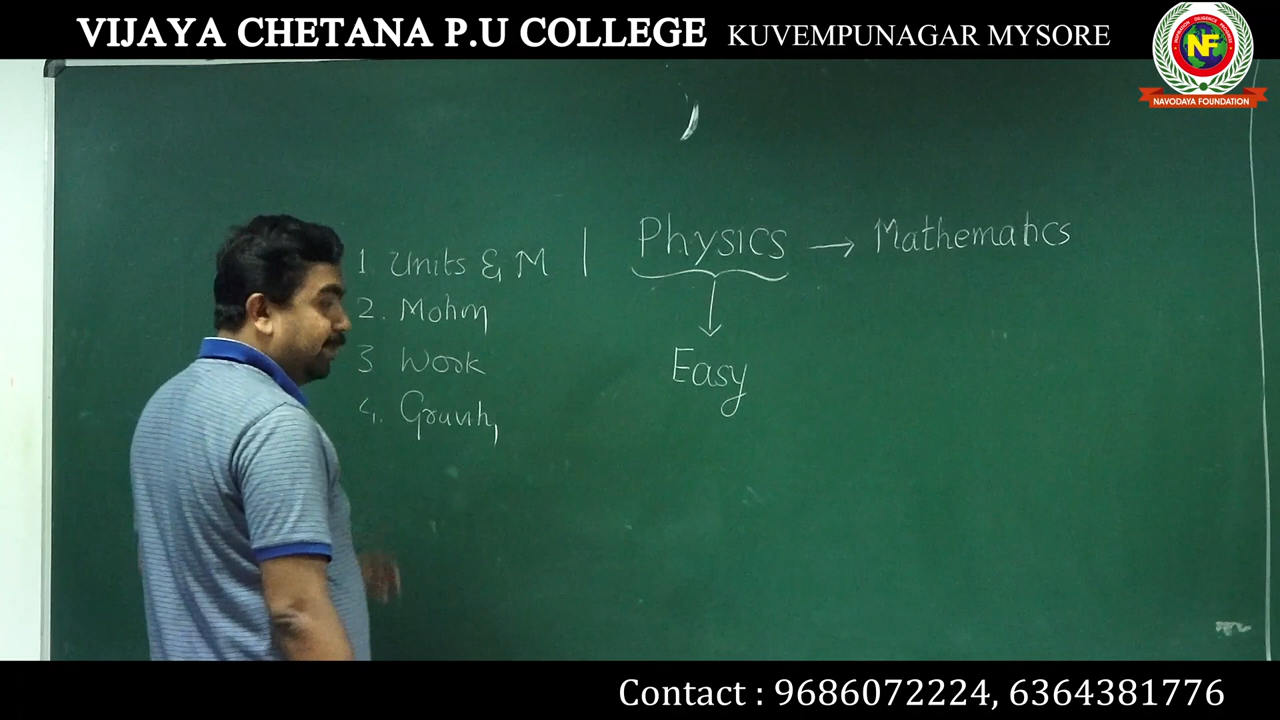 VIJAYA CHETANA P.U COLLEGE KUVEMPUNAGAR MYSORE
NF
NAVODAYA FOUNDATION
Physics → Mathematics
1. Units & M
2. Motion
3 Work
Easy
4. Gravity
Contact : 9686072224, 6364381776